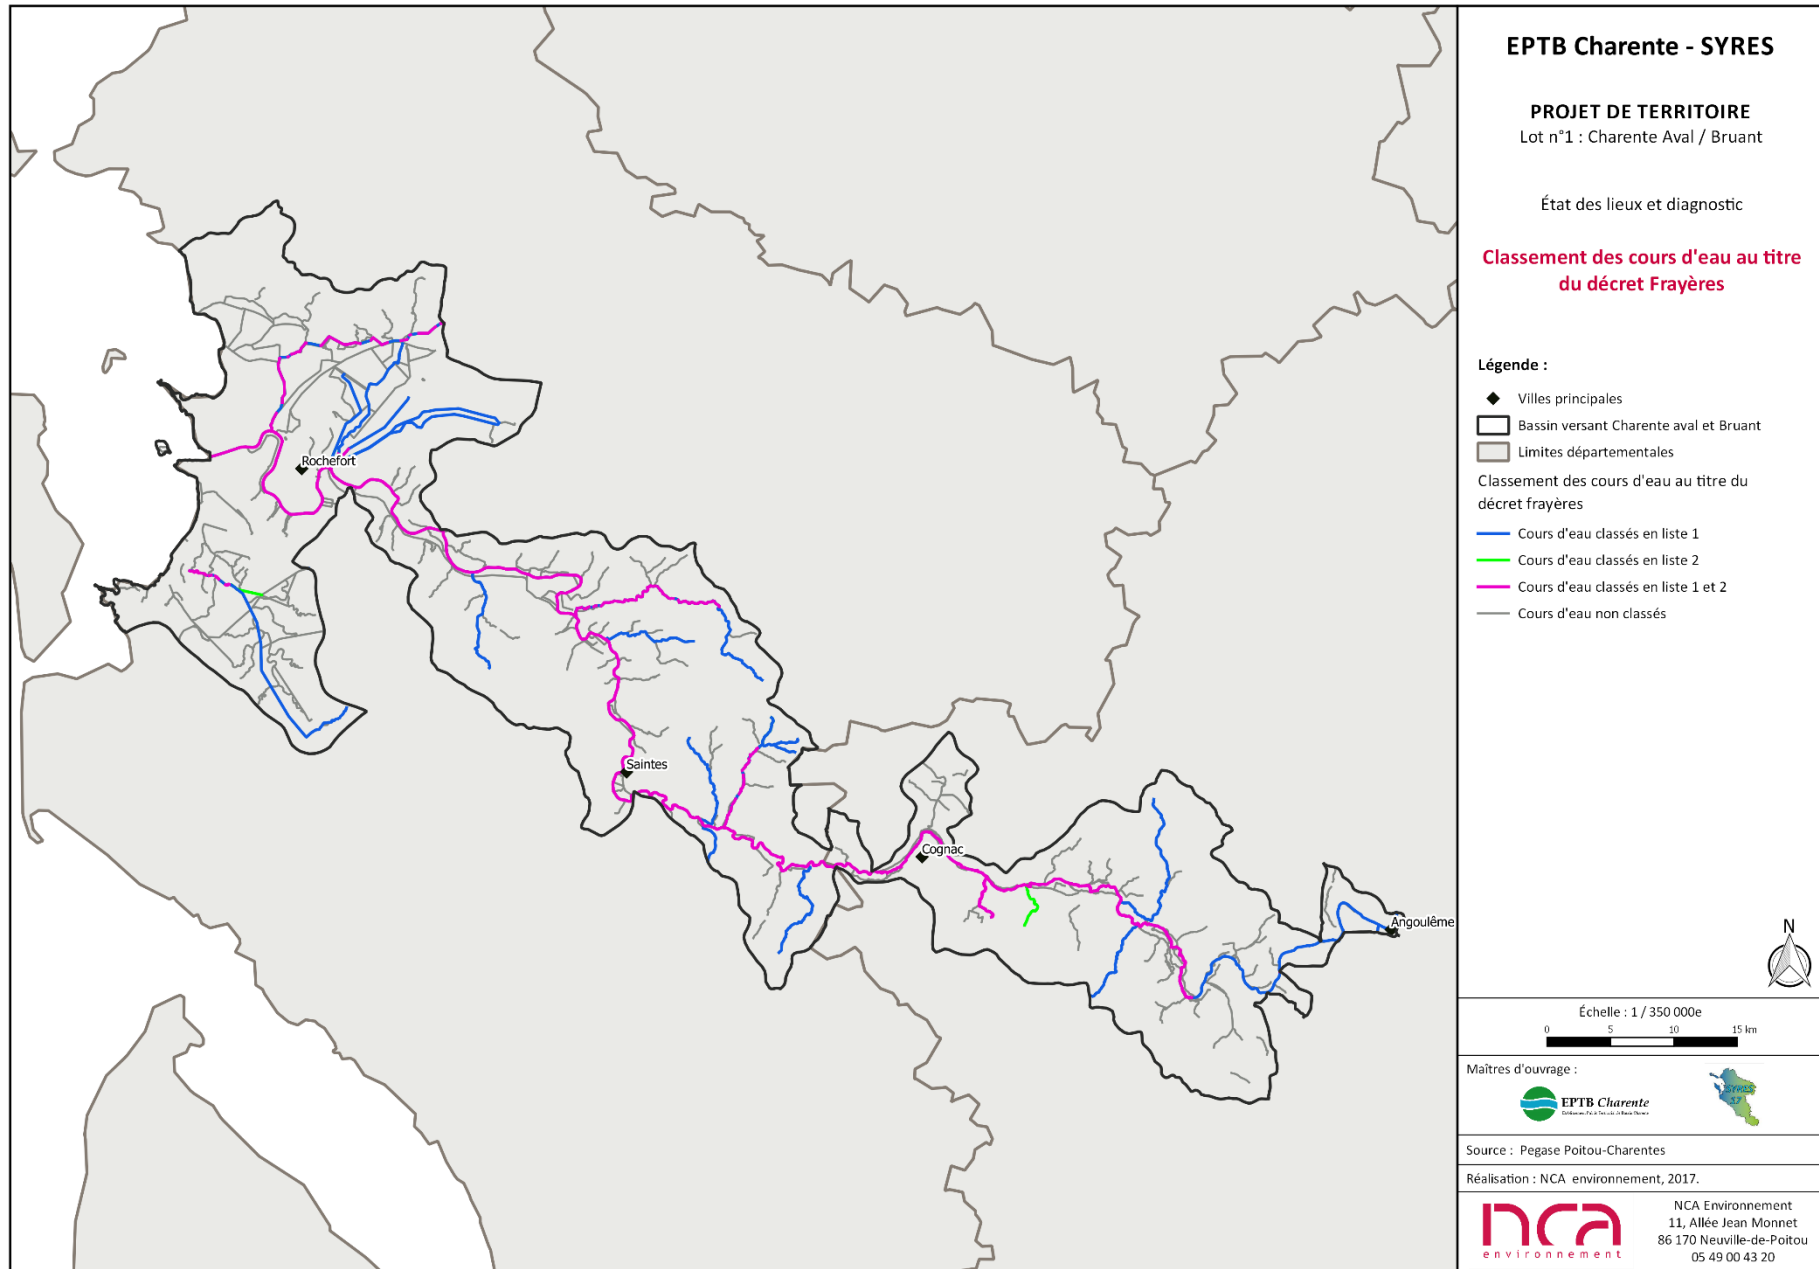 EPTB Charente - SYRES
PROJET DE TERRITOIRE
Lot n°1 : Charente Aval / Bruant
État des lieux et diagnostic
Classement des cours d'eau au titre
du décret Frayères
Légende :
Villes principales
Bassin versant Charente aval et Bruant
Limites départementales
Classement des cours d'eau au titre du
décret frayères
Cours d'eau classés en liste 1
Cours d'eau classés en liste 2
Cours d'eau classés en liste 1 et 2
Cours d'eau non classés
Rochefort
Saintes
Cognac
Angoulême
N
Échelle : 1 / 350 000e
0 5 10 15 km
Maîtres d'ouvrage :
EPTB Charente
SYRES
17
Source : Pegase Poitou-Charentes
Réalisation : NCA environnement, 2017.
nca
environnement
NCA Environnement
11, Allée Jean Monnet
86 170 Neuville-de-Poitou
05 49 00 43 20